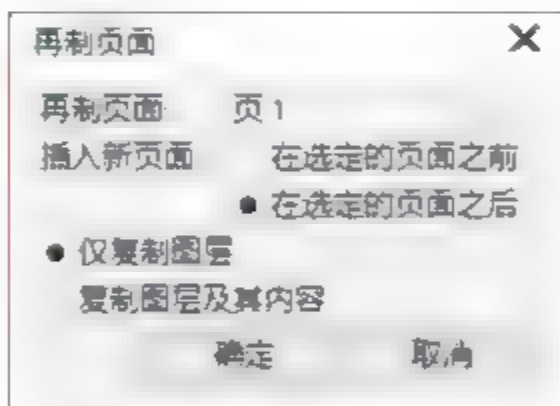 再制页面
再制页面 页 1
插入新页面 在选定的页面之前
在选定的页面之后
仅复制图层
复制图层及其内容
确定 取消